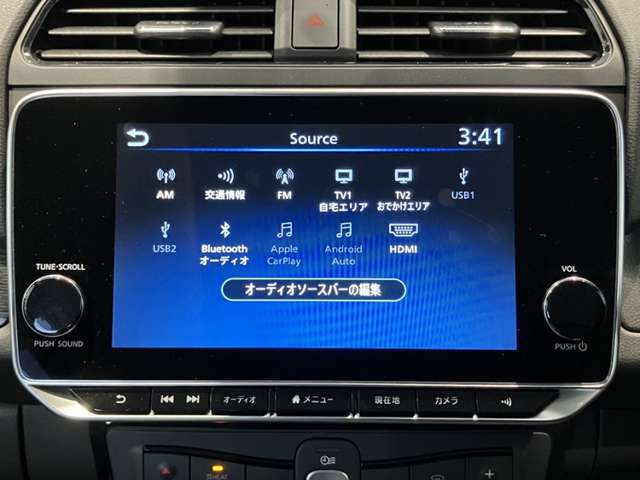 Source
3:41
AM
交通情報
FM
TV1
自宅エリア
TV2
おでかけエリア
USB1
USB2
Bluetooth
オーディオ
Apple
CarPlay
Android
Auto
HDMI
オーディオソースバーの編集
TUNE•SCROLL
PUSH SOUND
VOL
PUSH
オーディオ
メニュー
現在地
カメラ
HEAT